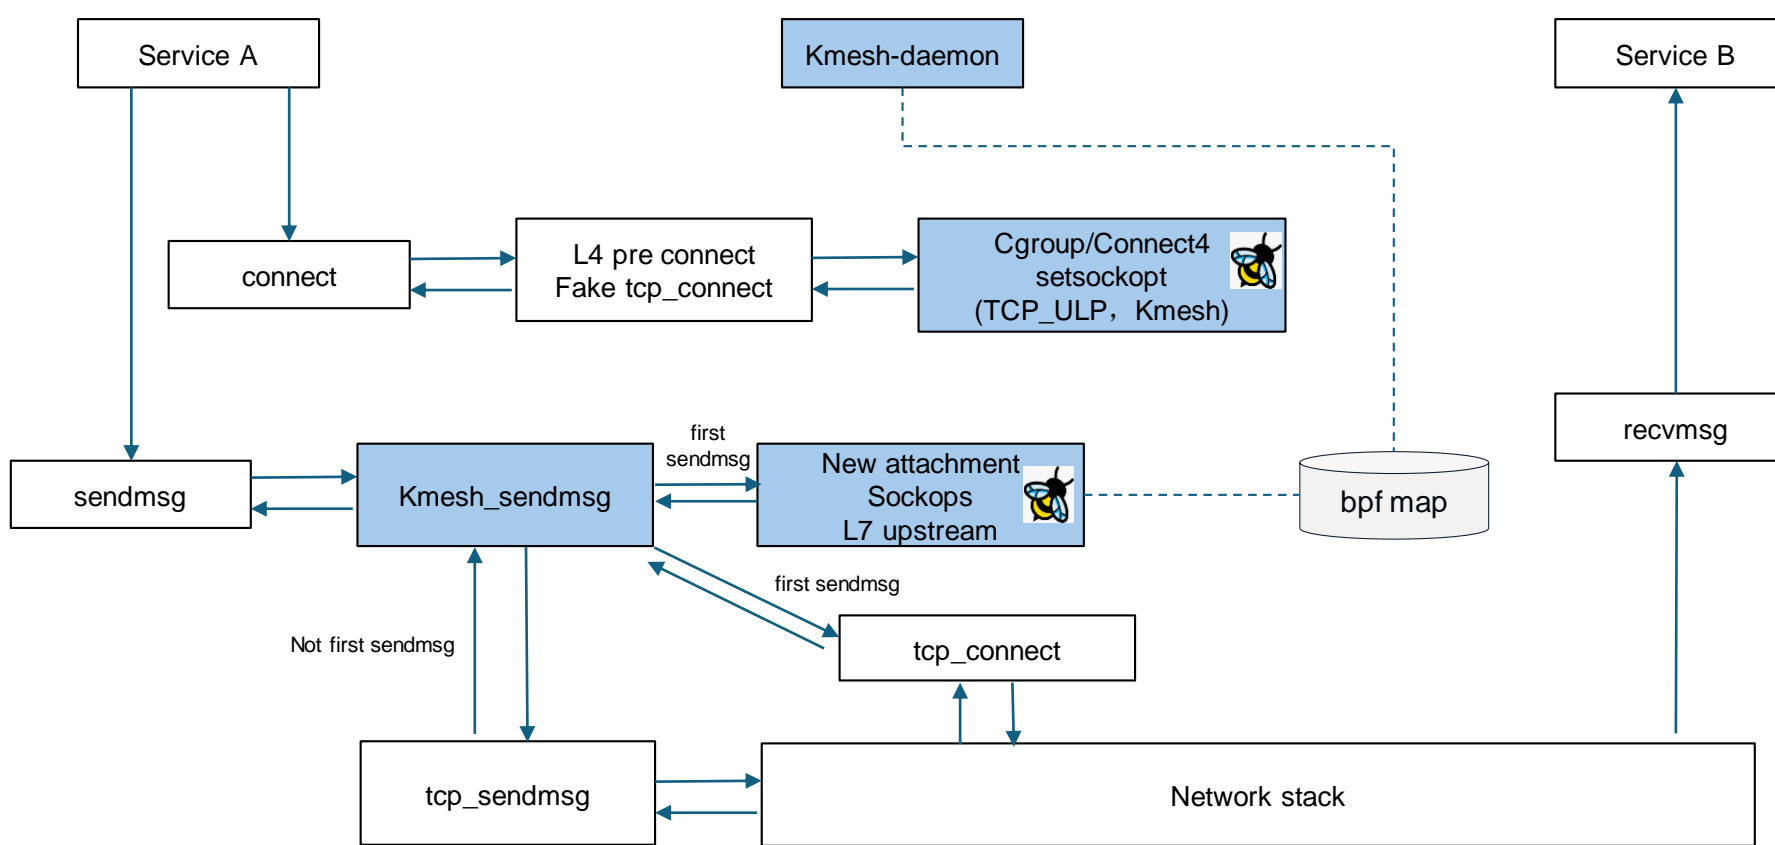 Service A
Kmesh-daemon
Service B
connect
L4 pre connect
Fake tcp_connect
Cgroup/Connect4
setsockopt
(TCP_ULP，Kmesh)
recvmsg
sendmsg
Kmesh_sendmsg
first
sendmsg
New attachment
Sockops
L7 upstream
bpf map
first sendmsg
Not first sendmsg
tcp_connect
tcp_sendmsg
Network stack